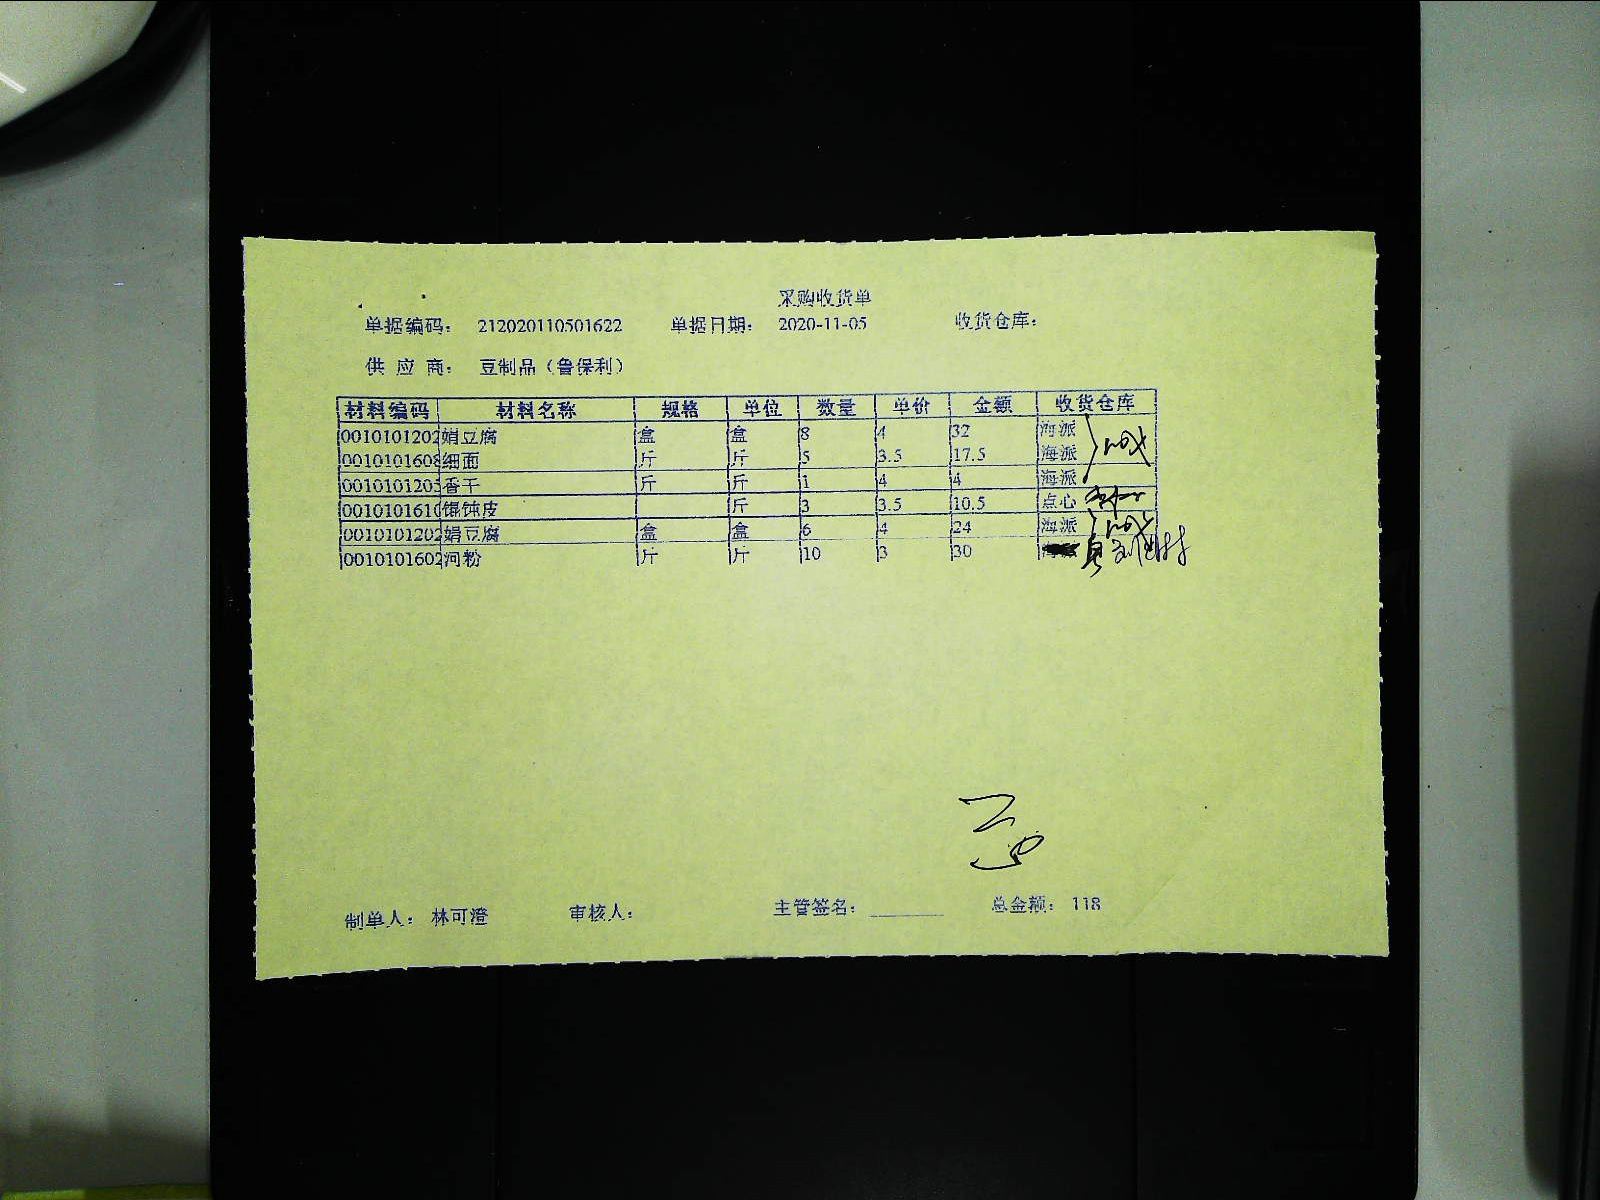 采购收货单
单据编码： 212020110501622 单据日期： 2020-11-05 收货仓库：
供 应 商： 豆制品（鲁保利）
材料编码 材料名称 规格 单位 数量 单价 金额 收货仓库
0010101202 娟豆腐 盒 盒 8 4 32 海派
0010101608 细面 斤 斤 5 3.5 17.5 海派
0010101205 香干 斤 斤 1 4 4 海派
0010101610 馄饨皮 斤 3 3.5 10.5 点心
0010101202 娟豆腐 盒 盒 6 4 24 海派
0010101602 河粉 斤 斤 10 3 30
制单人： 林可澄 审核人： 主管签名： 总金额： 118